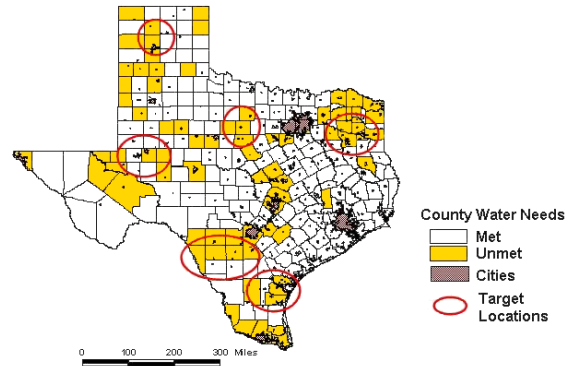 County Water Needs
Met
Unmet
Cities
Target
Locations
0 100 200 300 Miles